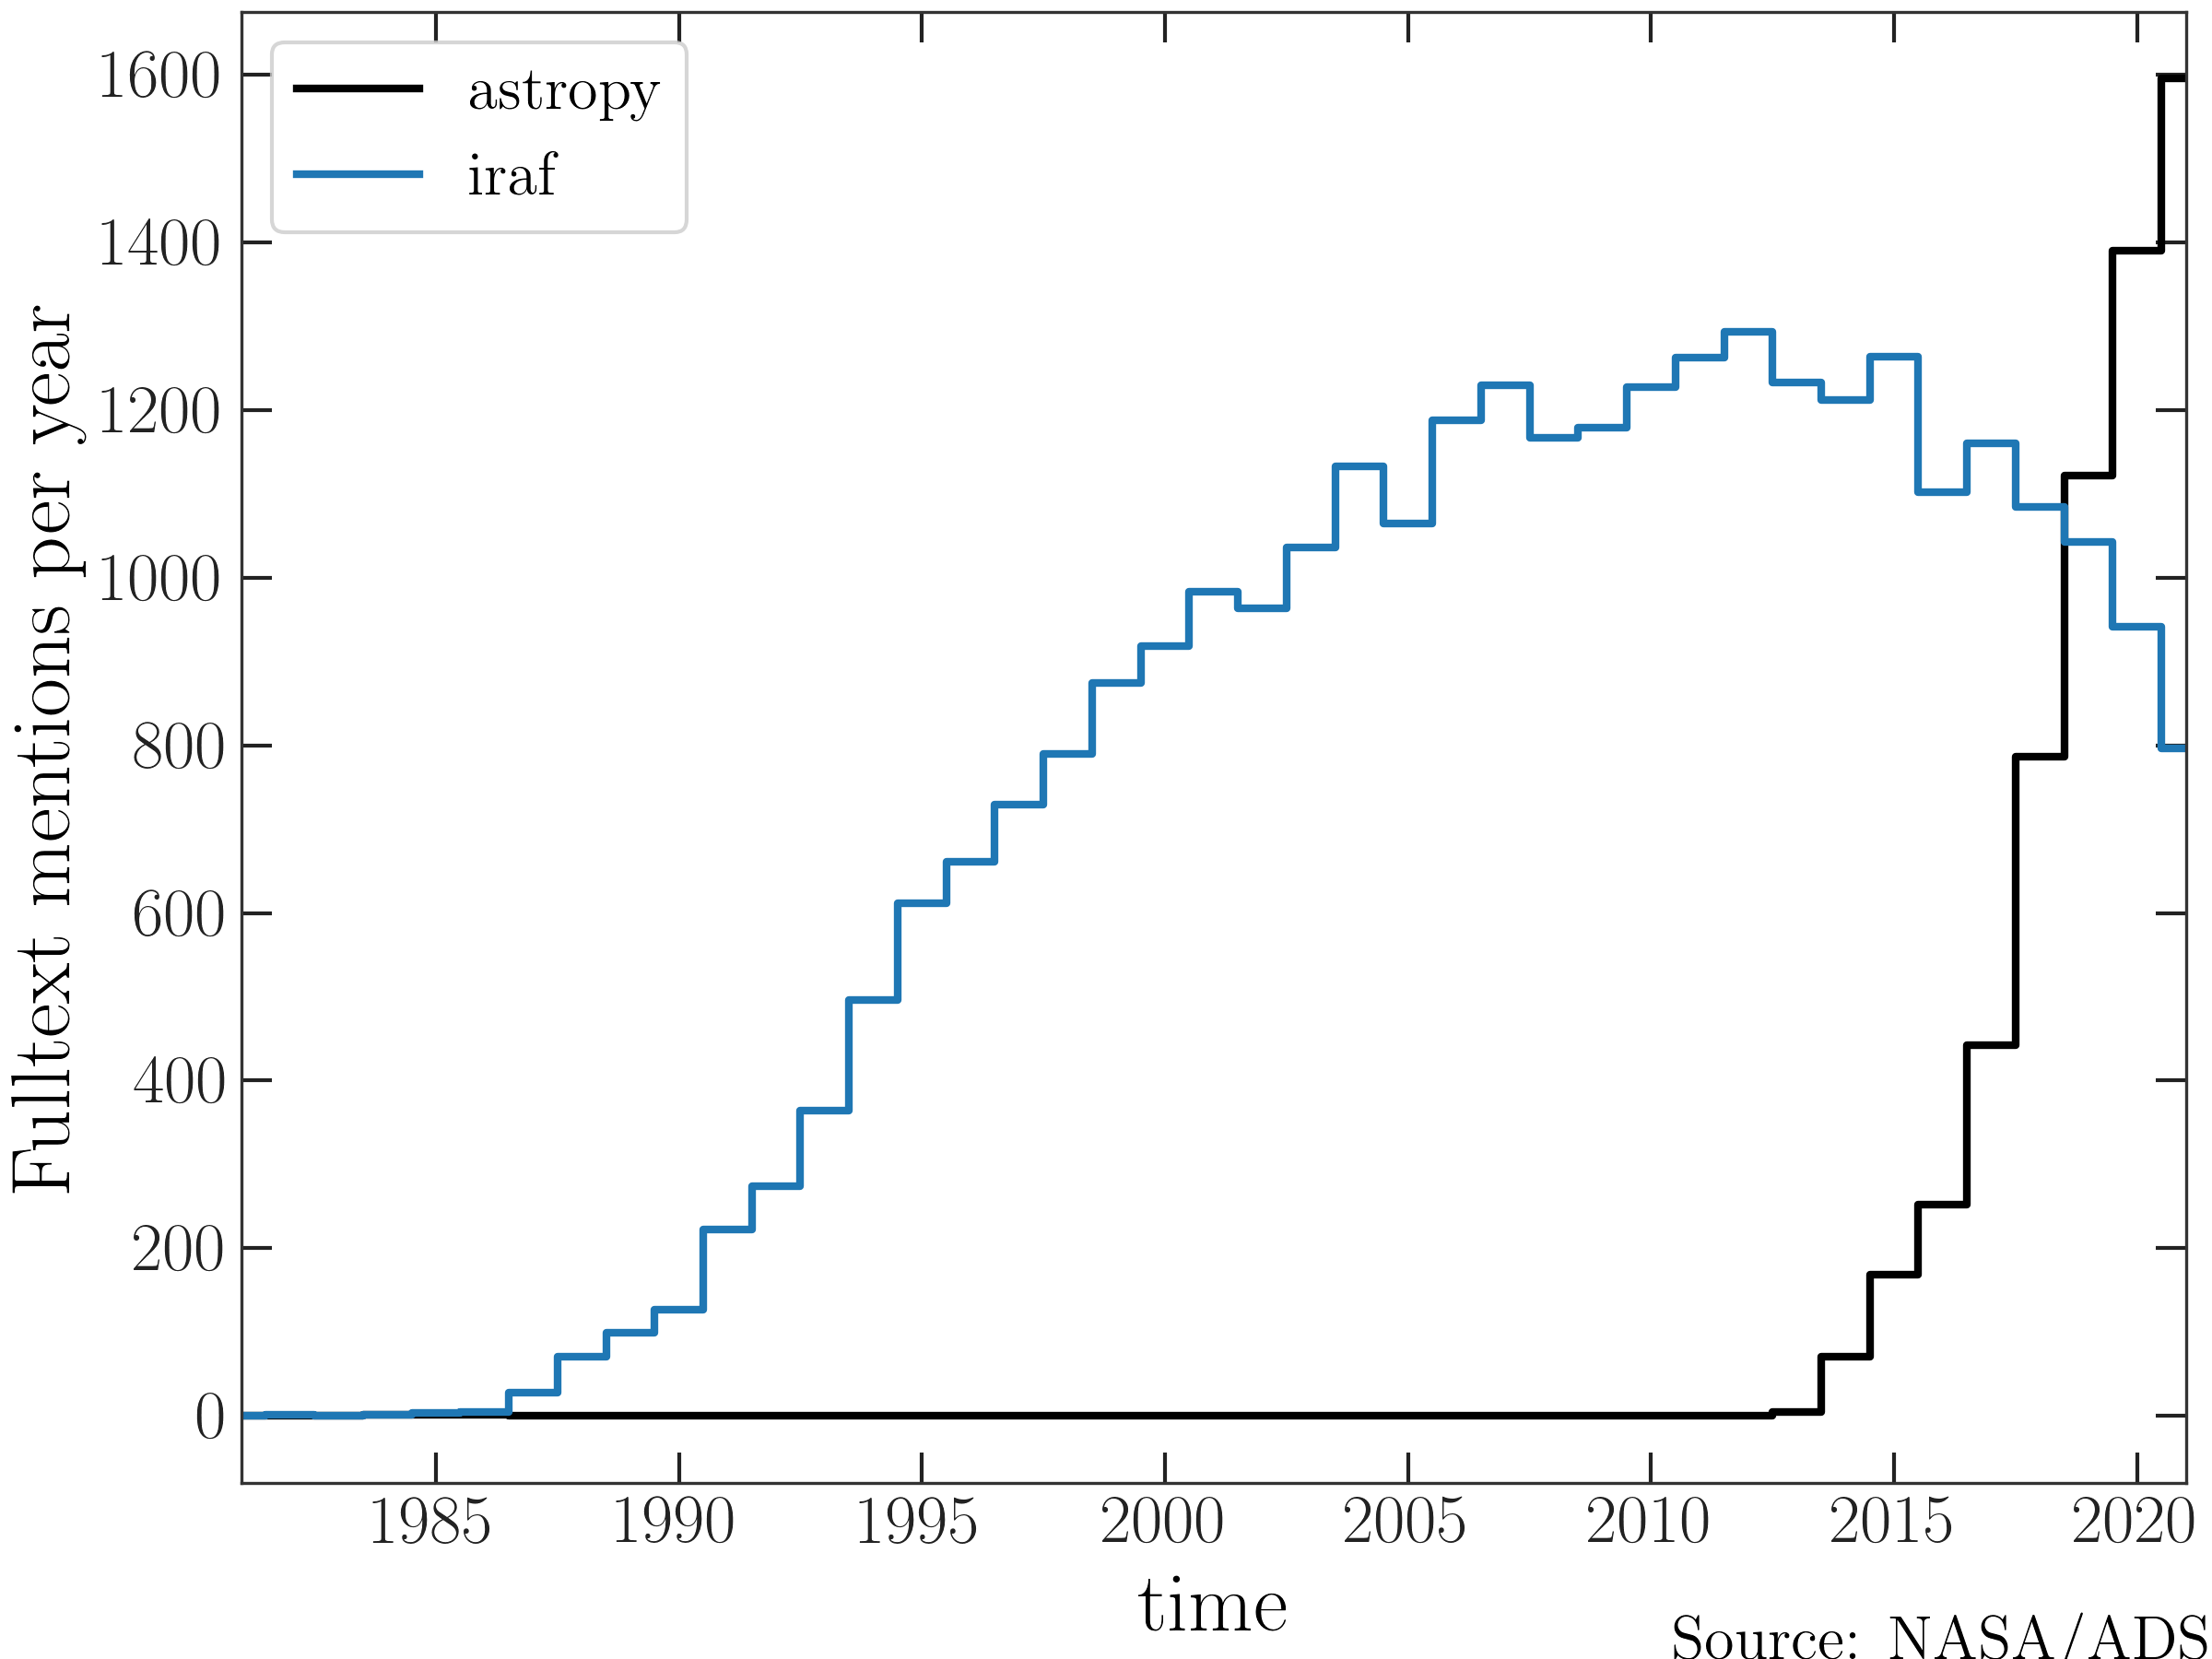 astropy
iraf
Fulltext mentions per year
1600
1400
1200
1000
800
600
400
200
0
1985 1990 1995 2000 2005 2010 2015 2020
time
Source: NASA/ADS